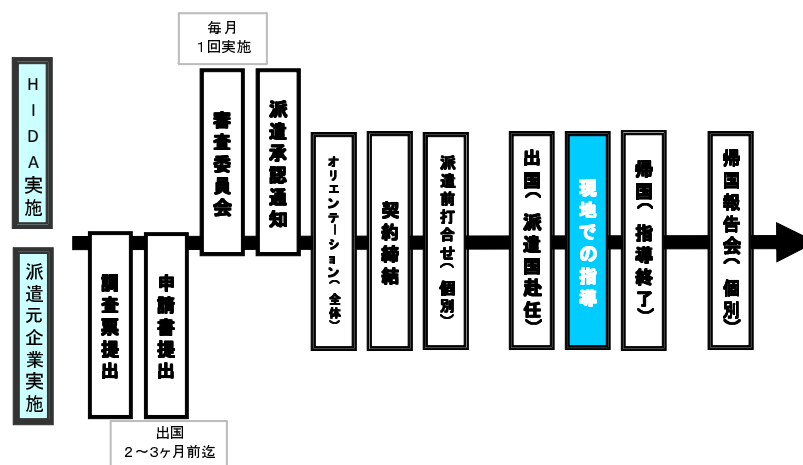 毎月
１回実施
ＨＩＤＡ実施
審査委員会
派遣承認通知
オリエンテーション（全体）
契約締結
派遣前打合せ（個別）
出国（派遣国赴任）
現地での指導
帰国（指導終了）
帰国報告会（個別）
派遣元企業実施
調査票提出
申請書提出
出国
２～３ヶ月前迄